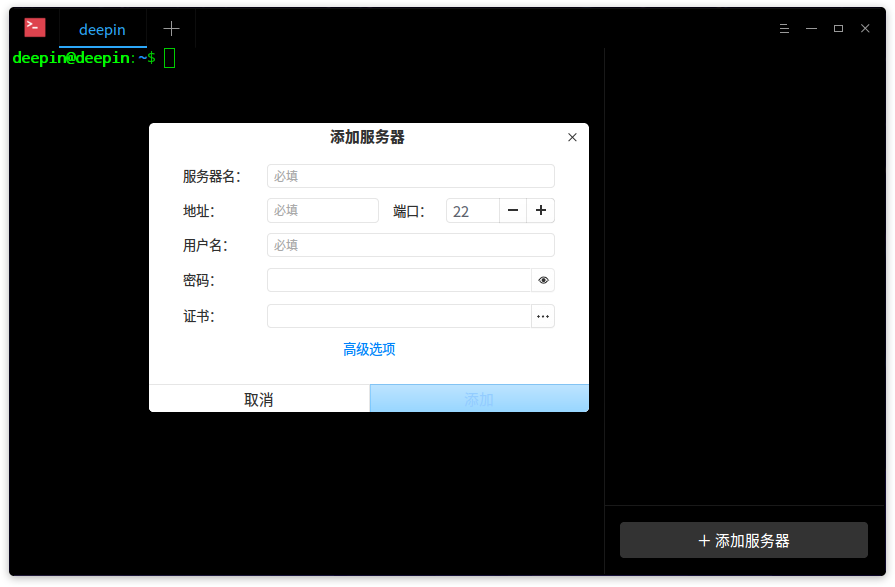 deepin
deepin@deepin:~$
添加服务器
服务器名： 必填
地址： 必填 端口： 22
用户名： 必填
密码：
证书：
高级选项
取消 添加
添加服务器